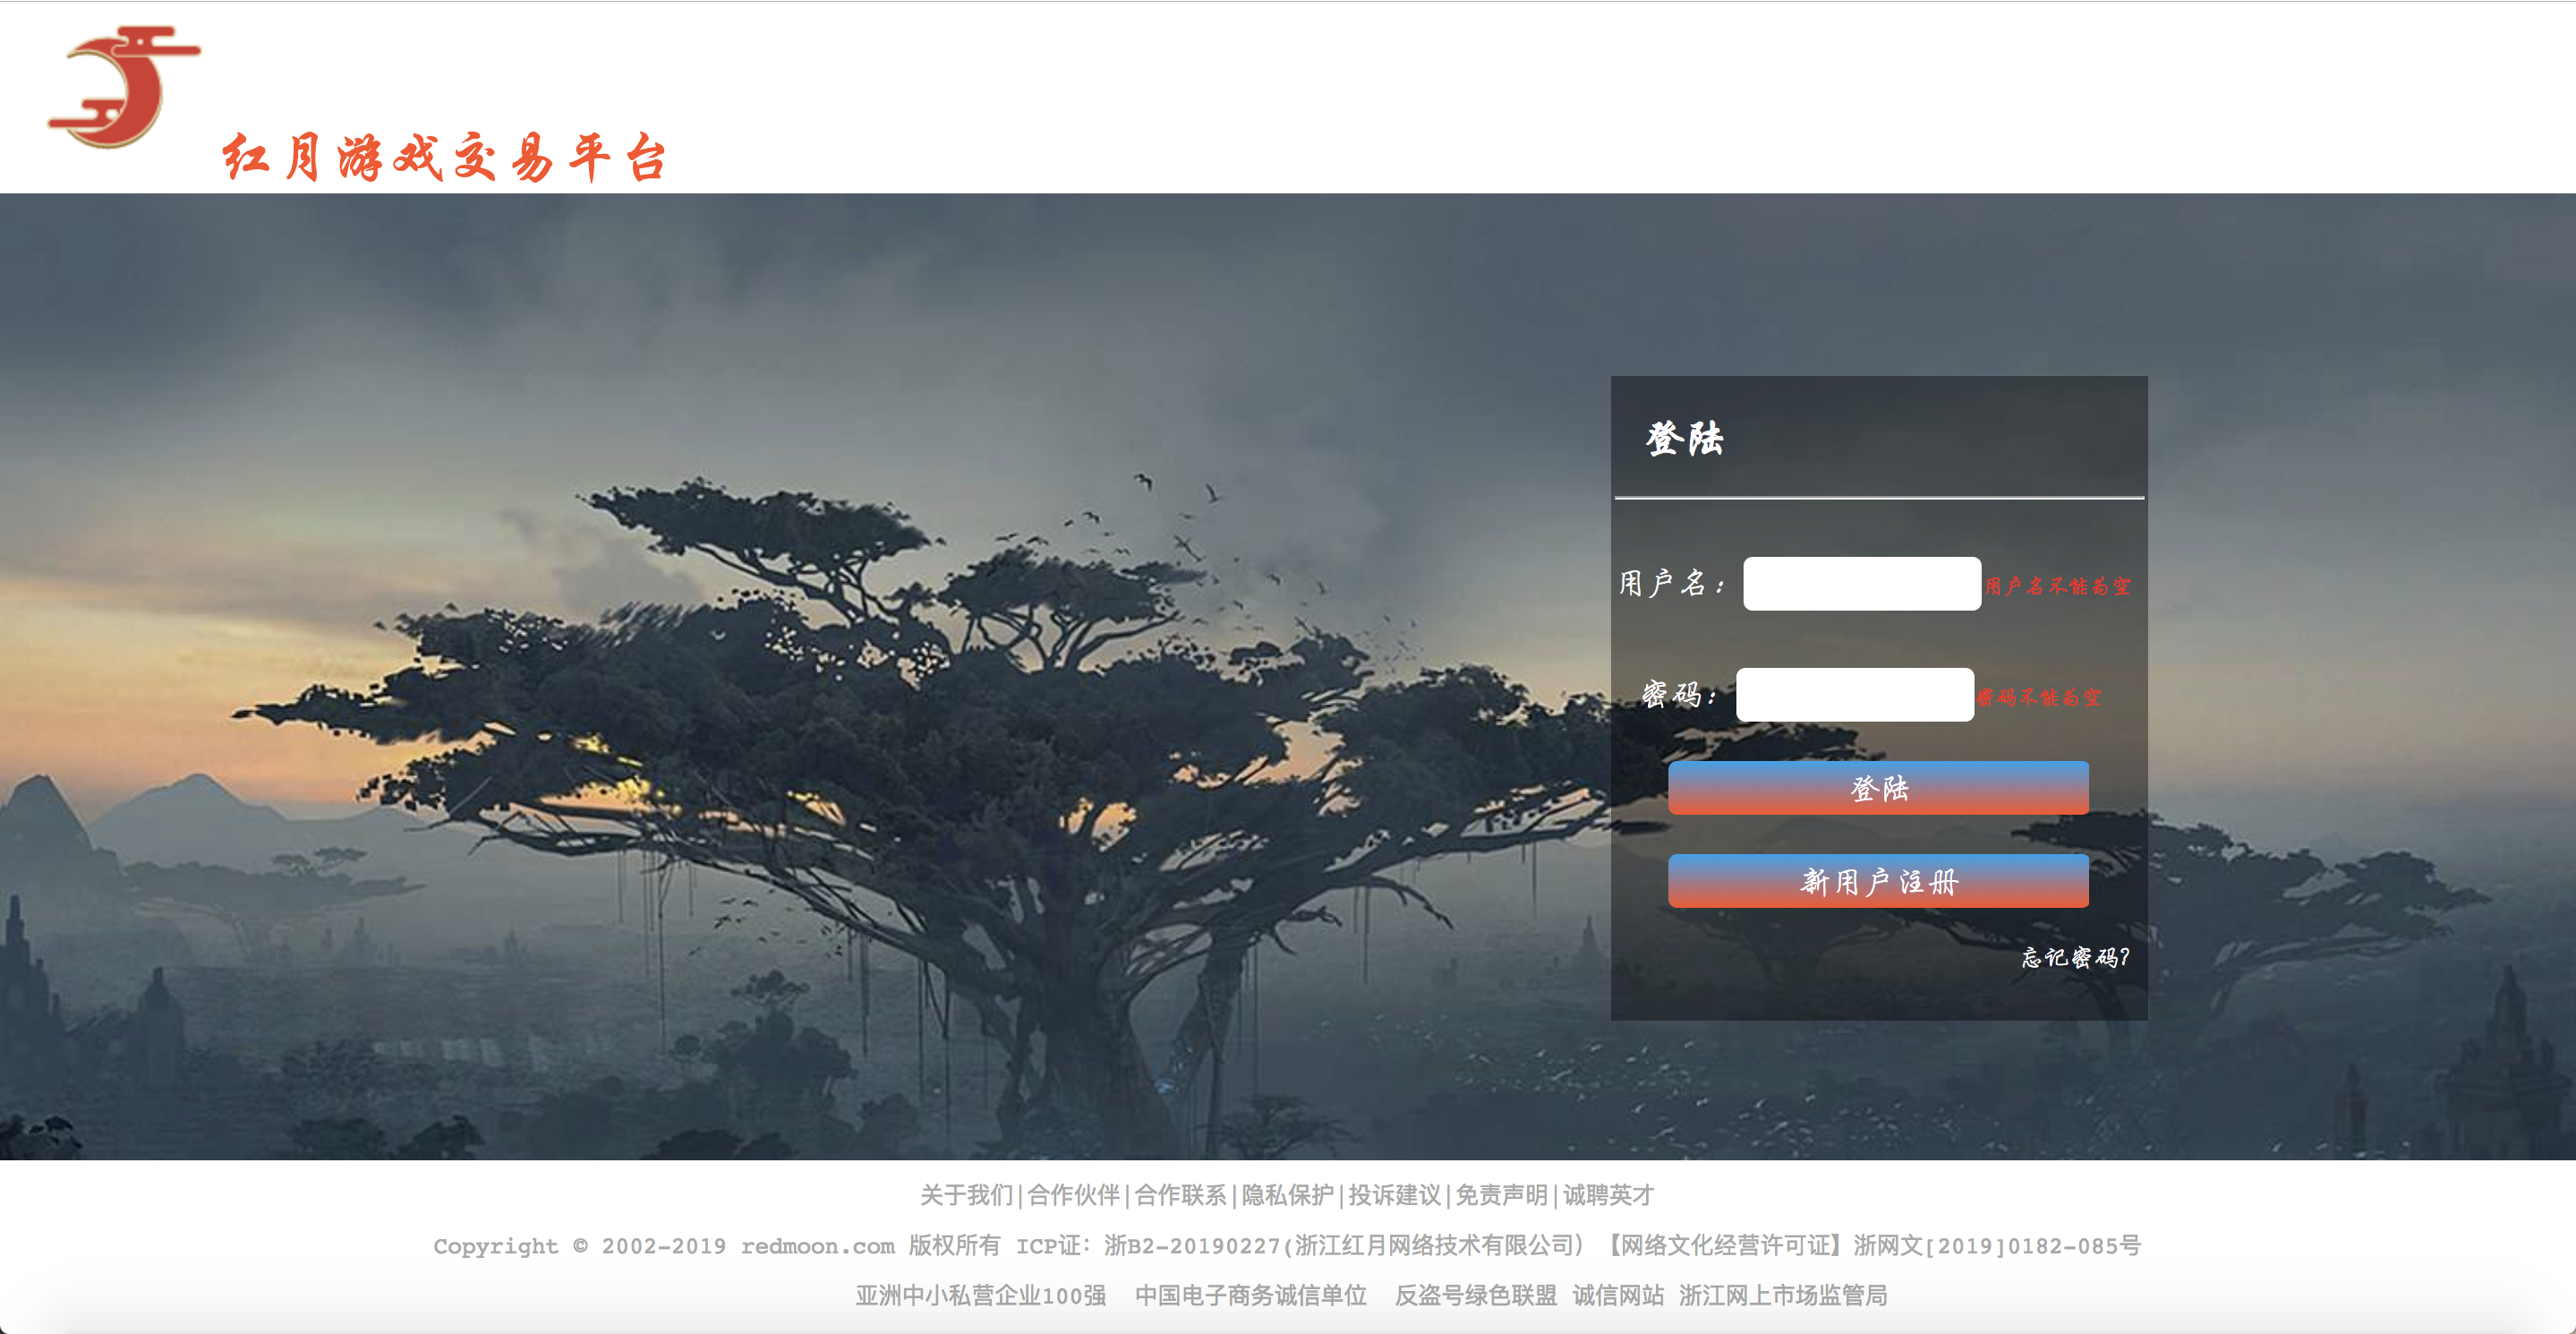 红月游戏交易平台
登陆
用户名： 用户名不能为空
密码： 密码不能为空
登陆
新用户注册
忘记密码?
关于我们|合作伙伴|合作联系|隐私保护|投诉建议|免责声明|诚聘英才
Copyright © 2002-2019 redmoon.com 版权所有 ICP证: 浙B2-20190227(浙江红月网络技术有限公司) 【网络文化经营许可证】浙网文[2019]0182-085号
亚洲中小私营企业100强 中国电子商务诚信单位 反盗号绿色联盟 诚信网站 浙江网上市场监管局